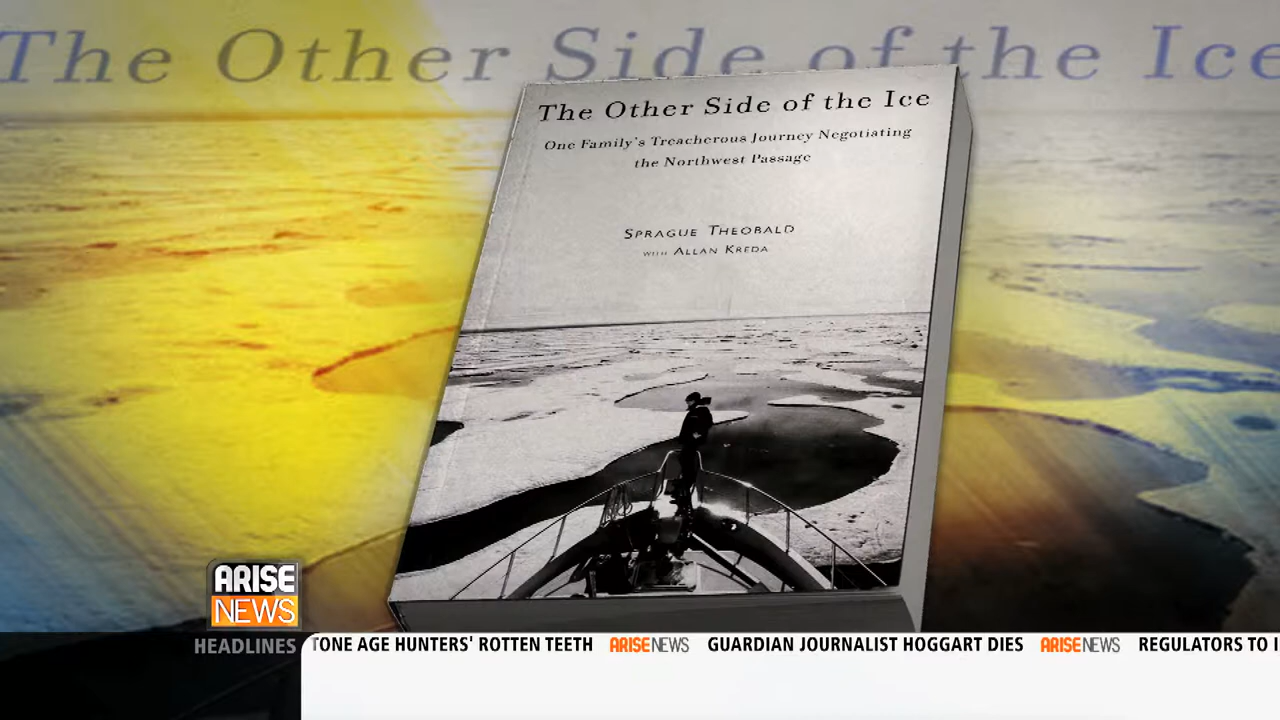 The Other Side of the Ice
The Other Side of the Ice
One Family's Treacherous Journey Negotiating
the Northwest Passage
SPRAGUE THEOBALD
WITH ALLAN KREDA
ARISE
NEWS
HEADLINES
TONE AGE HUNTERS' ROTTEN TEETH ARISENEWS GUARDIAN JOURNALIST HOGGART DIES ARISENEWS REGULATORS TO I